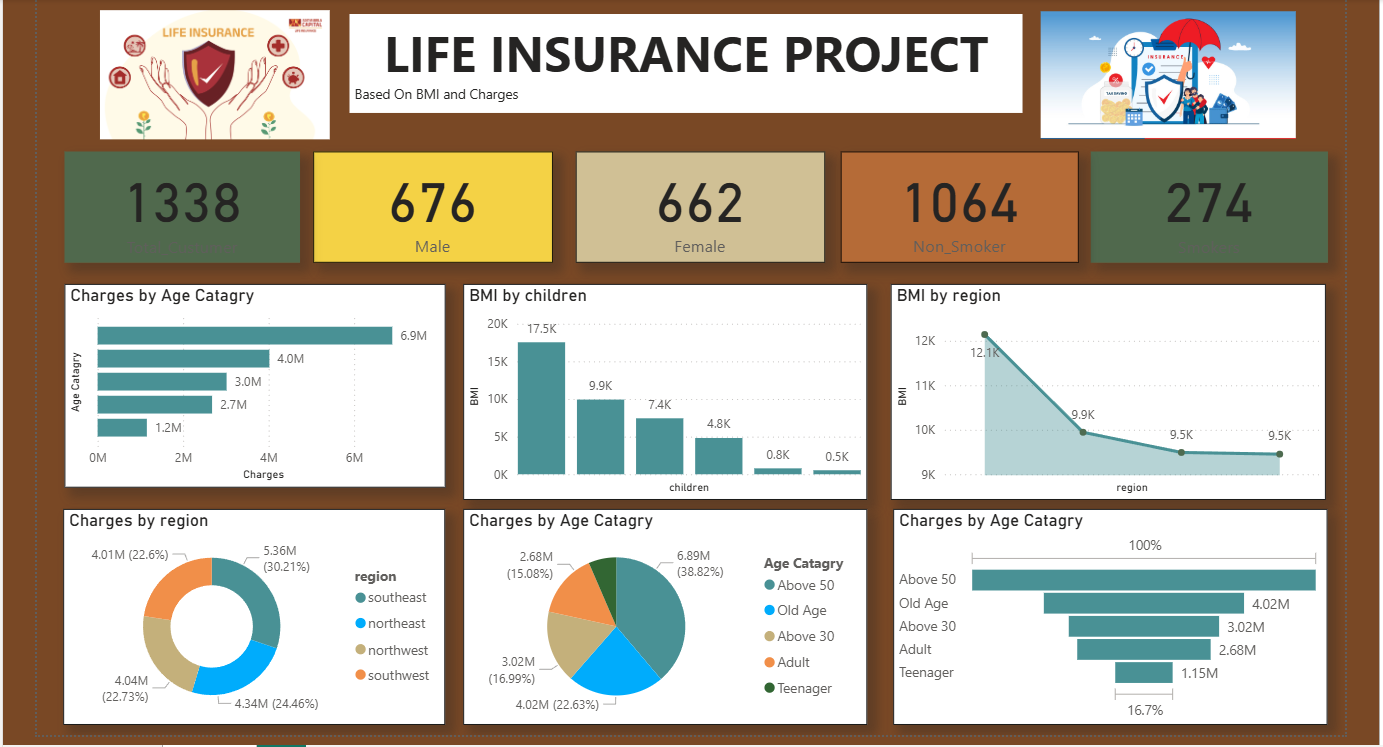 LIFE INSURANCE
CAPITAL
LIFE INSURANCE PROJECT
Based On BMI and Charges
INSURANCE
TAX SAVING
1338
676
Male
662
Female
1064
Non_Smoker
274
Charges by Age Catagry
Age Catagry
6.9M
4.0M
3.0M
2.7M
1.2M
0M 2M 4M 6M
Charges
BMI by children
BMI
20K
15K
10K
5K
0K
17.5K
9.9K
7.4K
4.8K
0.8K
0.5K
children
BMI by region
BMI
12K
11K
10K
9K
12.1K
9.9K
9.5K
9.5K
region
Charges by region
4.01M (22.6%)
5.36M
(30.21%)
4.04M
(22.73%)
4.34M (24.46%)
region
southeast
northeast
northwest
southwest
Charges by Age Catagry
2.68M
(15.08%)
6.89M
(38.82%)
3.02M
(16.99%)
4.02M (22.63%)
Age Catagry
Above 50
Old Age
Above 30
Adult
Teenager
Charges by Age Catagry
100%
Above 50
Old Age 4.02M
Above 30 3.02M
Adult 2.68M
Teenager 1.15M
16.7%